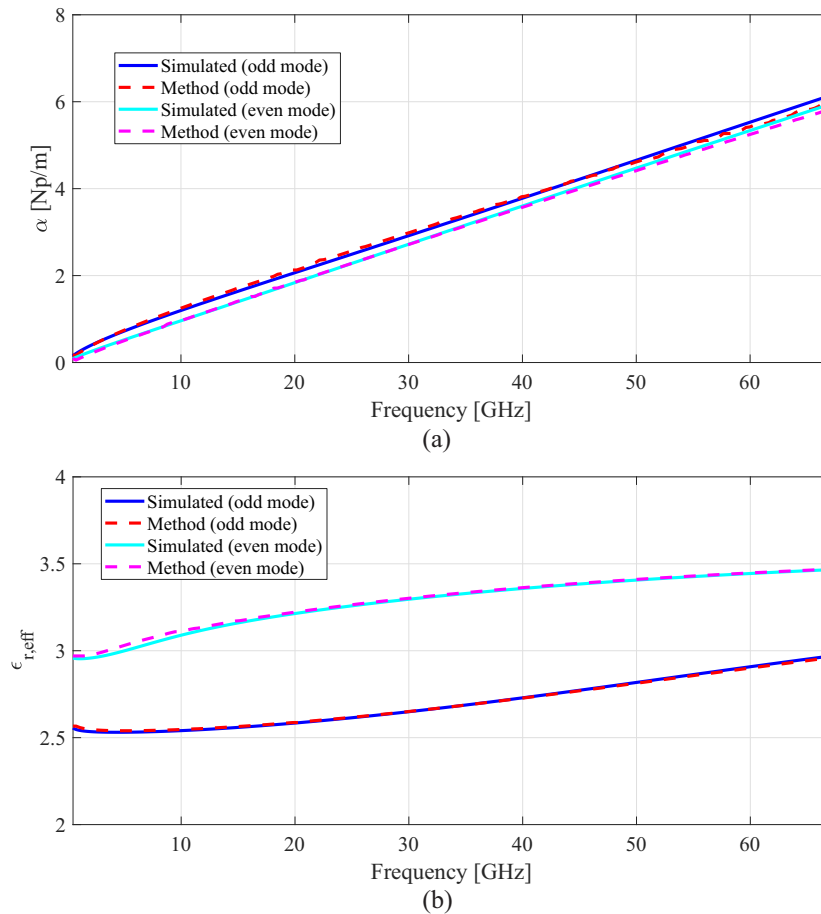 8
6
4
2
0
α [Np/m]
Simulated (odd mode)
Method (odd mode)
Simulated (even mode)
Method (even mode)
10 20 30 40 50 60
Frequency [GHz]
(a)
4
3.5
3
2.5
2
ϵr,eff
Simulated (odd mode)
Method (odd mode)
Simulated (even mode)
Method (even mode)
10 20 30 40 50 60
Frequency [GHz]
(b)